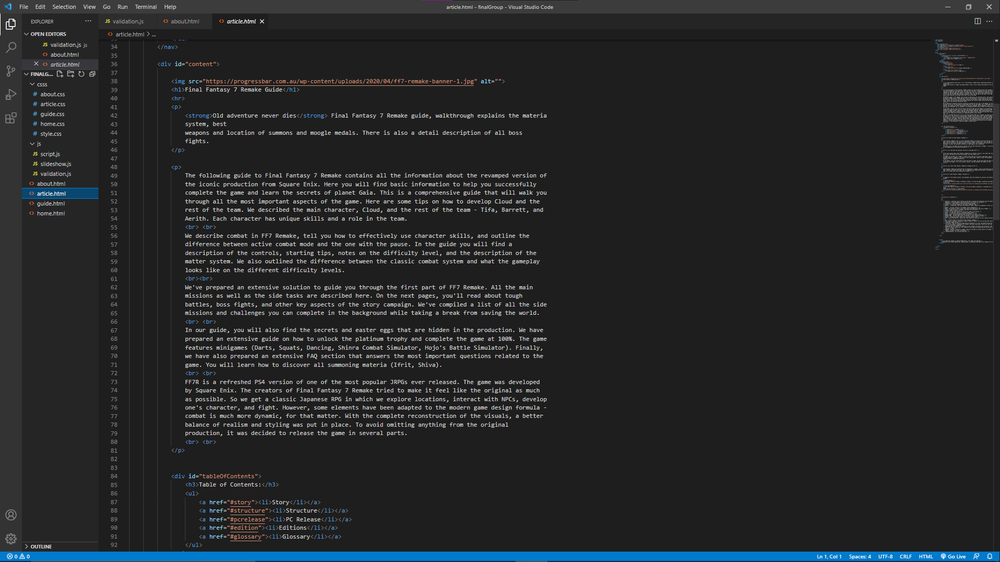 File Edit Selection View Go Run Terminal Help
article.html - finalGroup - Visual Studio Code
EXPLORER
OPEN EDITORS
validation.js js
about.html
article.html
FINALG...
csss
about.css
article.css
guide.css
home.css
style.css
js
script.js
slideshow.js
validation.js
about.html
article.html
guide.html
home.html
OUTLINE
validation.js about.html article.html
article.html > ...
34 </nav>
35
36 <div id="content">
37
38 <img src="https://progressbar.com.au/wp-content/uploads/2020/04/ff7-remake-banner-1.jpg" alt="">
39 <h1>Final Fantasy 7 Remake Guide</h1>
40 <hr>
41 <p>
42 <strong>Old adventure never dies</strong> Final Fantasy 7 Remake guide, walkthrough explains the materia
43 system, best
44 weapons and location of summons and moogle medals. There is also a detail description of all boss
45 fights.
46 </p>
47
48 <p>
49 The following guide to Final Fantasy 7 Remake contains all the information about the revamped version of
50 the iconic production from Square Enix. Here you will find basic information to help you successfully
51 complete the game and learn the secrets of planet Gaia. This is a comprehensive guide that will walk you
52 through all the most important aspects of the game. Here are some tips on how to develop Cloud and the
53 rest of the team. We described the main character, Cloud, and the rest of the team - Tifa, Barrett, and
54 Aerith. Each character has unique skills and a role in the team.
55 <br> <br>
56 We describe combat in FF7 Remake, tell you how to effectively use character skills, and outline the
57 difference between active combat mode and the one with the pause. In the guide you will find a
58 description of the controls, starting tips, notes on the difficulty level, and the description of the
59 matter system. We also outlined the difference between the classic combat system and what the gameplay
60 looks like on the different difficulty levels.
61 <br><br>
62 We've prepared an extensive solution to guide you through the first part of FF7 Remake. All the main
63 missions as well as the side tasks are described here. On the next pages, you'll read about tough
64 battles, boss fights, and other key aspects of the story campaign. We've compiled a list of all the side
65 missions and challenges you can complete in the background while taking a break from saving the world.
66 <br> <br>
67 In our guide, you will also find the secrets and easter eggs that are hidden in the production. We have
68 prepared an extensive guide on how to unlock the platinum trophy and complete the game at 100%. The game
69 features minigames (Darts, Squats, Dancing, Shinra Combat Simulator, Hojo's Battle Simulator). Finally,
70 we have also prepared an extensive FAQ section that answers the most important questions related to the
71 game. You will learn how to discover all summoning materia (Ifrit, Shiva).
72 <br> <br>
73 FF7R is a refreshed PS4 version of one of the most popular JRPGs ever released. The game was developed
74 by Square Enix. The creators of Final Fantasy 7 Remake tried to make it feel like the original as much
75 as possible. So we get a classic Japanese RPG in which we explore locations, interact with NPCs, develop
76 one's character, and fight. However, some elements have been adapted to the modern game design formula -
77 combat is much more dynamic, for that matter. With the complete reconstruction of the visuals, a better
78 balance of realism and styling was put in place. To avoid omitting anything from the original
79 production, it was decided to release the game in several parts.
80 <br> <br>
81 </p>
82
83
84 <div id="tableOfContents">
85 <h3>Table of Contents:</h3>
86 <ul>
87 <a href="#story"><li>Story</li></a>
88 <a href="#structure"><li>Structure</li></a>
89 <a href="#pcrelease"><li>PC Release</li></a>
90 <a href="#edition"><li>Editions</li></a>
91 <a href="#glossary"><li>Glossary</li></a>
92 </ul>
0 0
Ln 1, Col 1 Spaces: 4 UTF-8 CRLF HTML Go Live